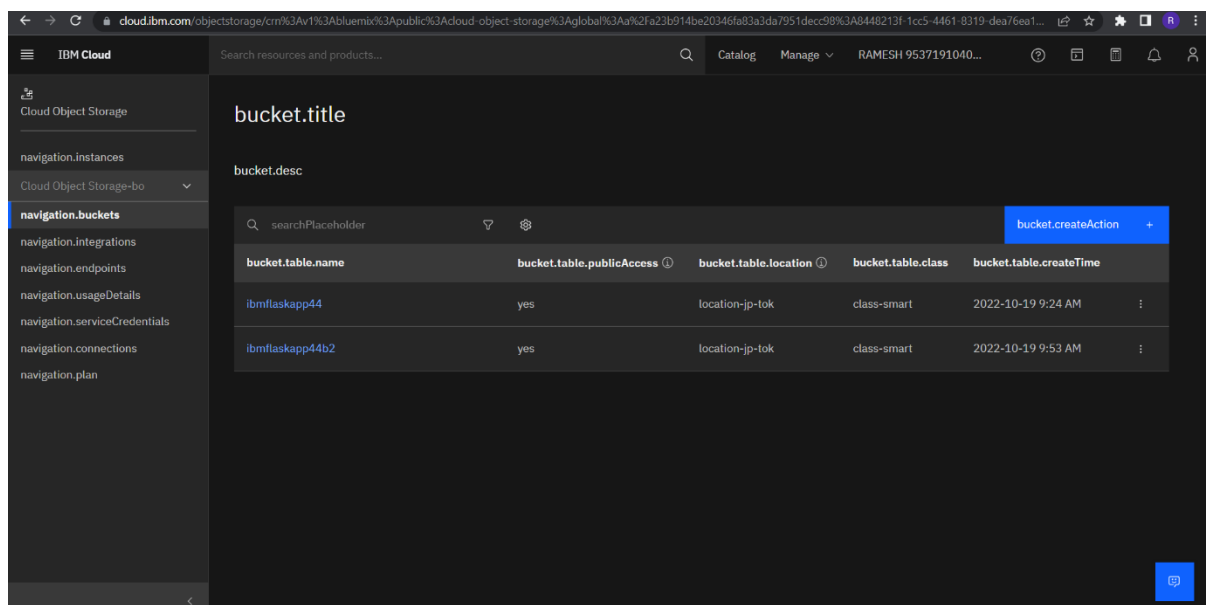 cloud.ibm.com/objectstorage/crn%3Av1%3Abluemix%3Apublic%3Acloud-object-storage%3Aglobal%3Aa%2Fa23b914be20346fa83a3da7951decc98%3A8448213f-1cc5-4461-8319-dea76ea1...
R
IBM Cloud
Search resources and products...
Catalog
Manage
RAMESH 9537191040...
Cloud Object Storage
navigation.instances
Cloud Object Storage-bo
navigation.buckets
navigation.integrations
navigation.endpoints
navigation.usageDetails
navigation.serviceCredentials
navigation.connections
navigation.plan
bucket.title
bucket.desc
searchPlaceholder
bucket.createAction +
bucket.table.name bucket.table.publicAccess bucket.table.location bucket.table.class bucket.table.createTime
ibmflaskapp44 yes location-jp-tok class-smart 2022-10-19 9:24 AM
ibmflaskapp44b2 yes location-jp-tok class-smart 2022-10-19 9:53 AM